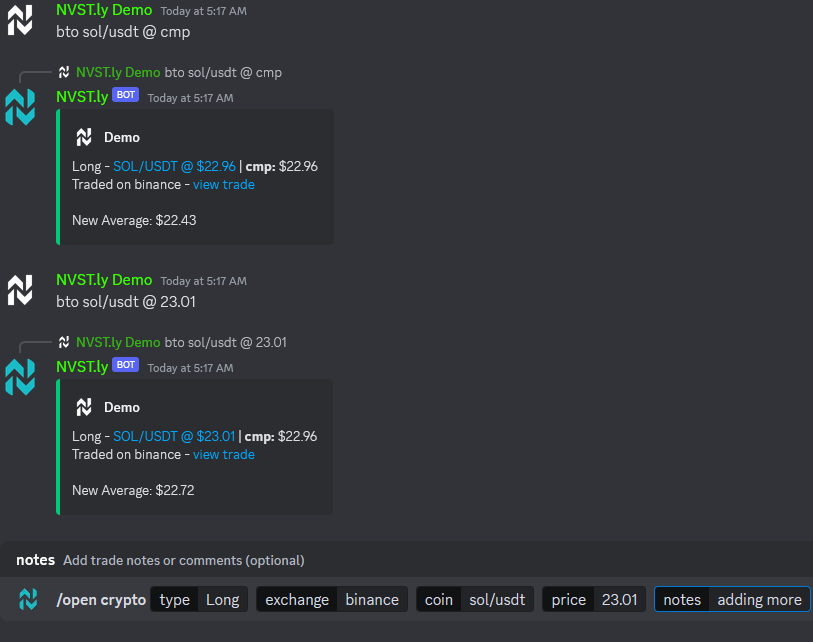 NVST.ly Demo Today at 5:17 AM
bto sol/usdt @ cmp
NVST.ly Demo bto sol/usdt @ cmp
NVST.ly BOT Today at 5:17 AM
Demo
Long - SOL/USDT @ $22.96 | cmp: $22.96
Traded on binance - view trade
New Average: $22.43
NVST.ly Demo Today at 5:17 AM
bto sol/usdt @ 23.01
NVST.ly Demo bto sol/usdt @ 23.01
NVST.ly BOT Today at 5:17 AM
Demo
Long - SOL/USDT @ $23.01 | cmp: $22.96
Traded on binance - view trade
New Average: $22.72
notes Add trade notes or comments (optional)
/open crypto type Long exchange binance coin sol/usdt price 23.01 notes adding more